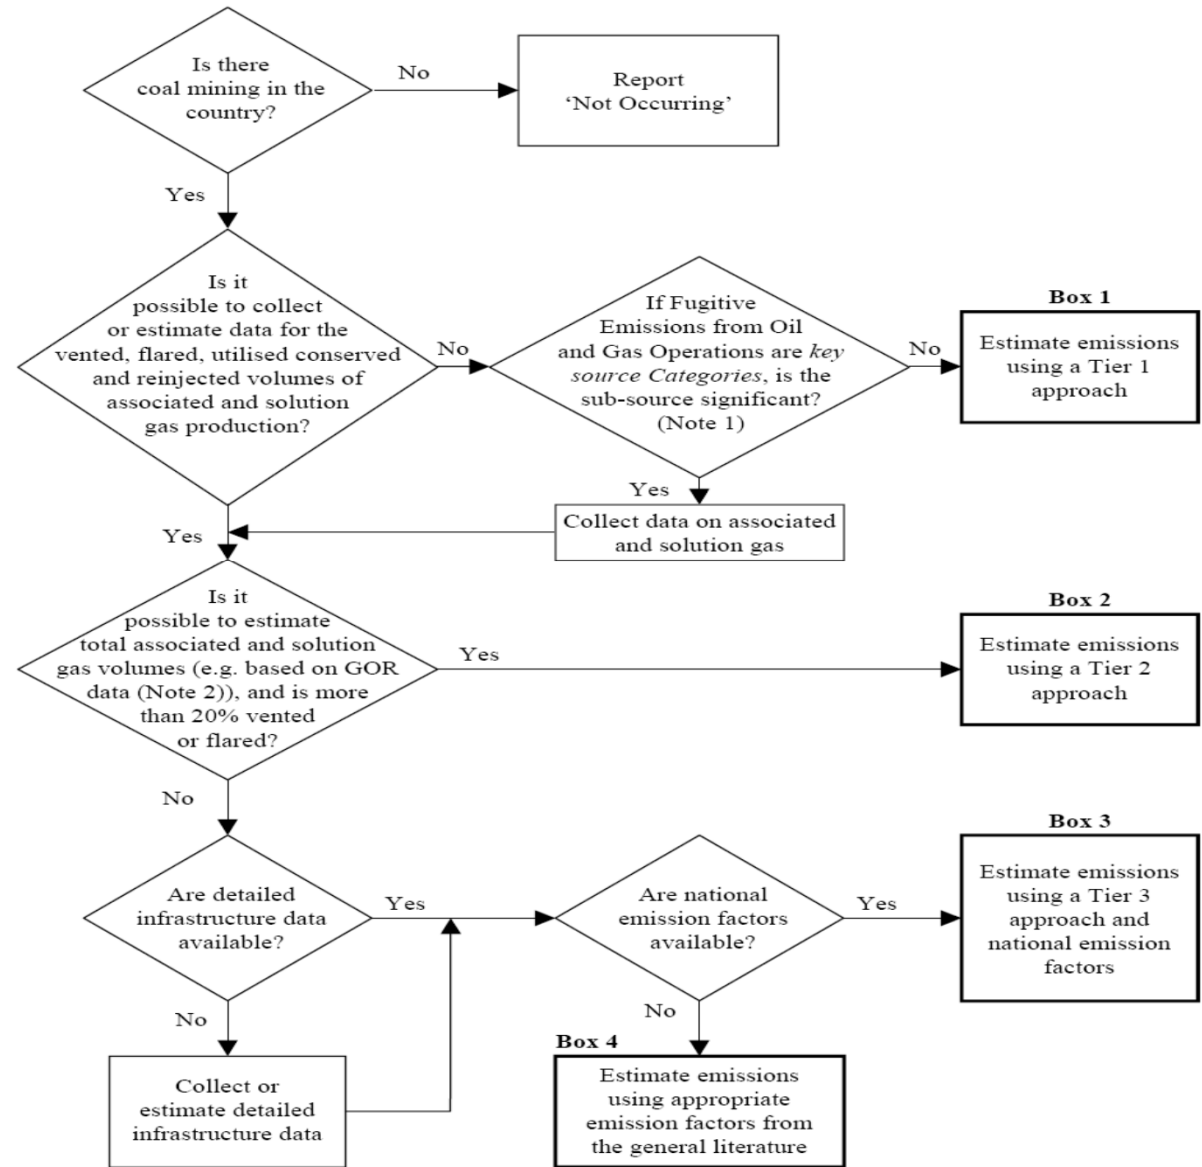 Is there
coal mining in the
country?
No
Report
‘Not Occurring’
Yes
Is it
possible to collect
or estimate data for the
vented, flared, utilised conserved
and reinjected volumes of
associated and solution
gas production?
No
If Fugitive
Emissions from Oil
and Gas Operations are key
source Categories, is the
sub-source significant?
(Note 1)
No
Box 1
Estimate emissions
using a Tier 1
approach
Yes
Collect data on associated
and solution gas
Yes
Is it
possible to estimate
total associated and solution
gas volumes (e.g. based on GOR
data (Note 2)), and is more
than 20% vented
or flared?
Yes
Box 2
Estimate emissions
using a Tier 2
approach
No
Are detailed
infrastructure data
available?
Yes
Are national
emission factors
available?
Yes
Box 3
Estimate emissions
using a Tier 3
approach and
national emission
factors
No
Collect or
estimate detailed
infrastructure data
No
Box 4
Estimate emissions
using appropriate
emission factors from
the general literature